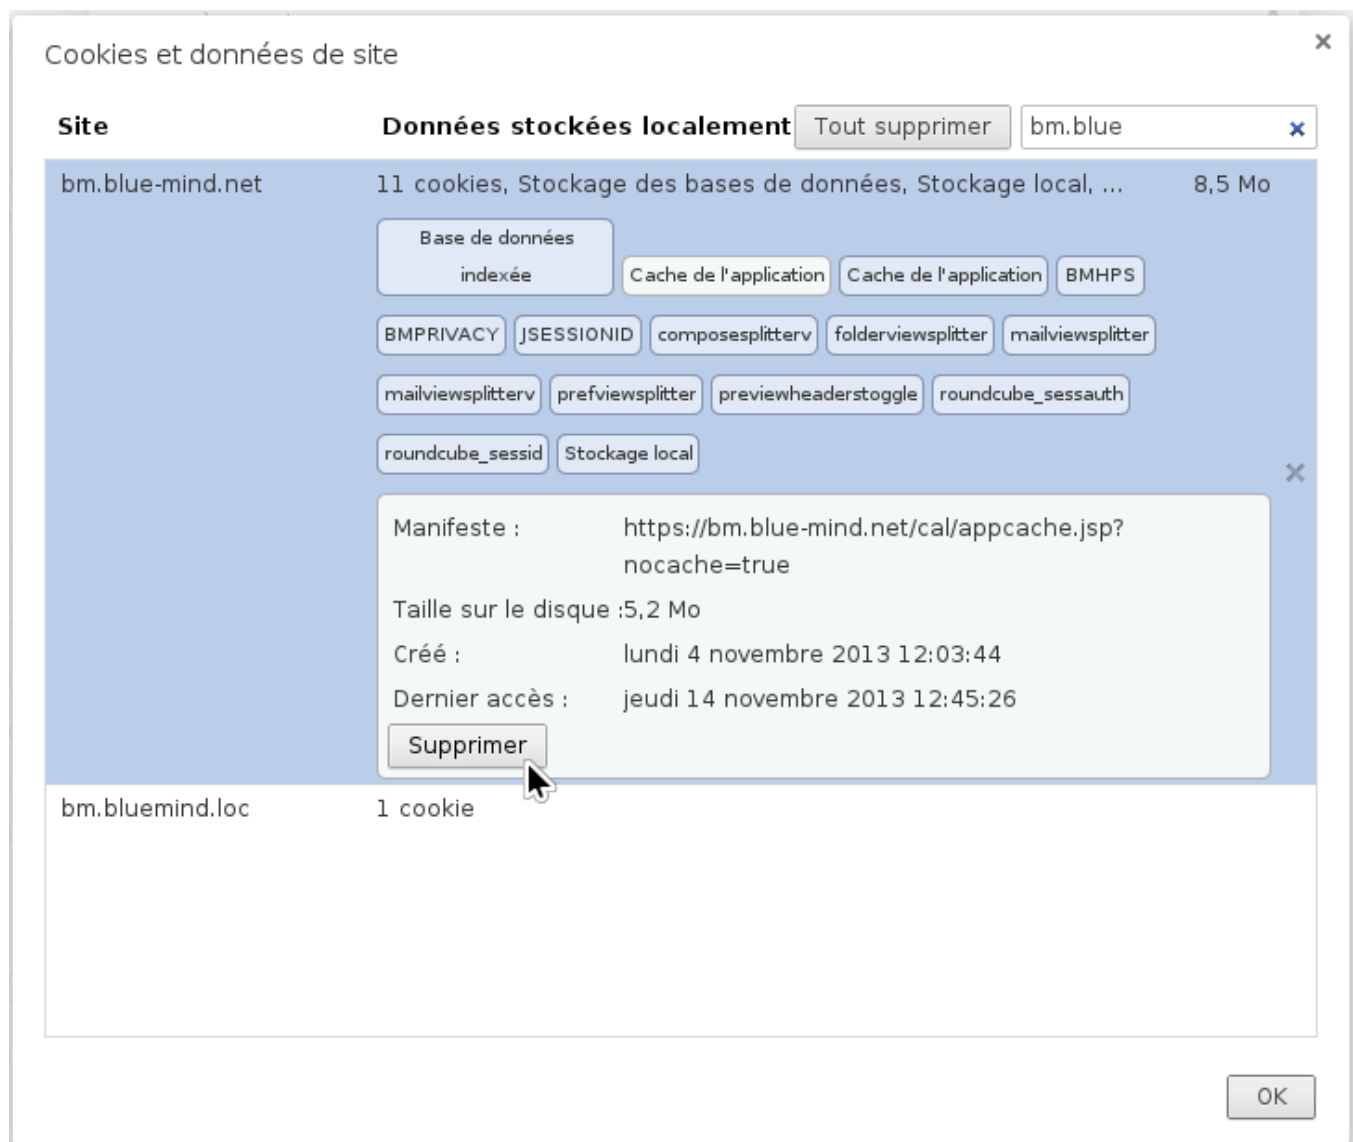 Cookies et données de site
Site Données stockées localement Tout supprimer bm.blue
bm.blue-mind.net 11 cookies, Stockage des bases de données, Stockage local, ... 8,5 Mo
Base de données
indexée Cache de l'application Cache de l'application BMHPS
BMPRIVACY JSESSIONID composesplitterv folderviewsplitter mailviewsplitter
mailviewsplitterv prefviewsplitter previewheaderstoggle roundcube_sessauth
roundcube_sessid Stockage local
Manifeste : https://bm.blue-mind.net/cal/appcache.jsp?
nocache=true
Taille sur le disque :5,2 Mo
Créé : lundi 4 novembre 2013 12:03:44
Dernier accès : jeudi 14 novembre 2013 12:45:26
Supprimer
bm.bluemind.loc 1 cookie
OK